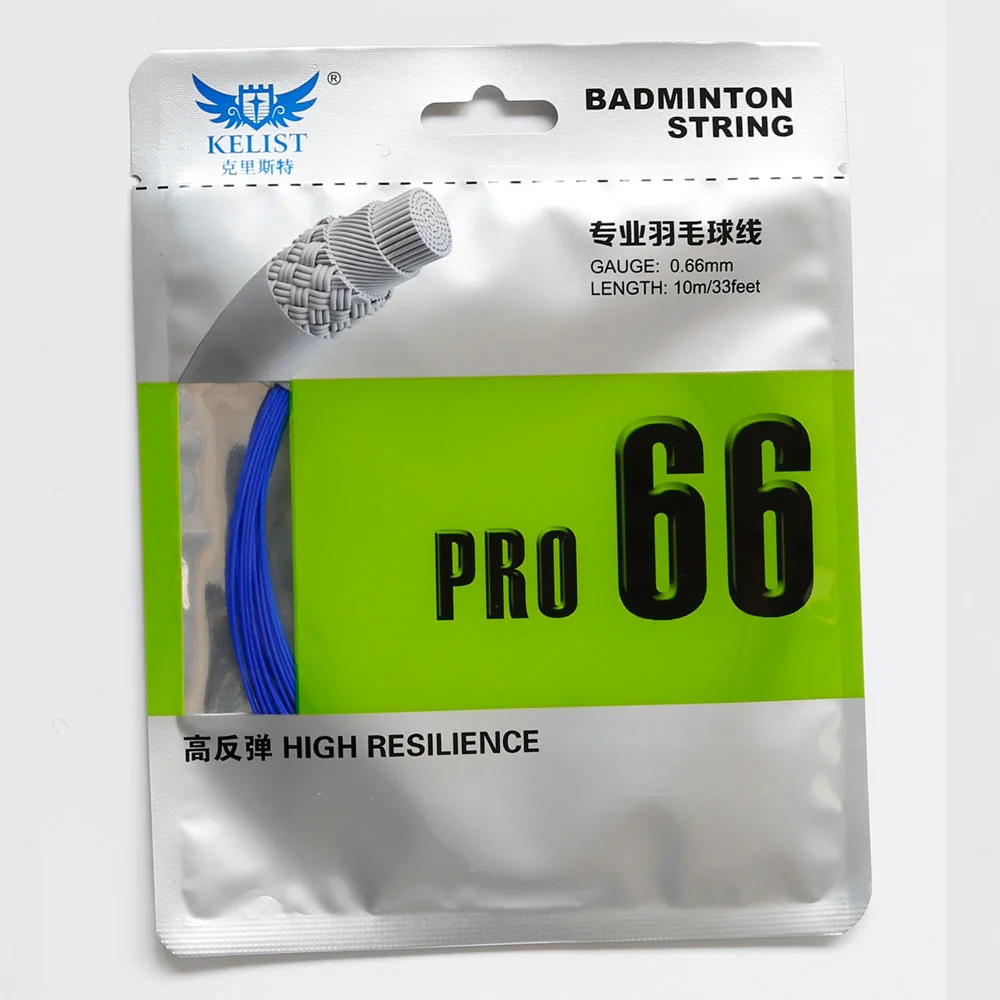 ®
KELIST
克里斯特
BADMINTON
STRING
专业羽毛球线
GAUGE: 0.66mm
LENGTH: 10m/33feet
PRO 66
高反弹 HIGH RESILIENCE